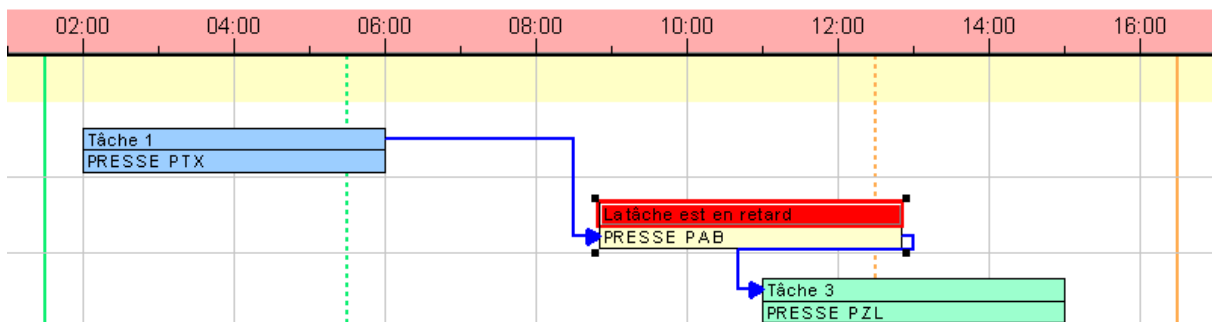 02:00 04:00 06:00 08:00 10:00 12:00 14:00 16:00
Tâche 1
PRESSE PTX
La tâche est en retard
PRESSE PAB
Tâche 3
PRESSE PZL